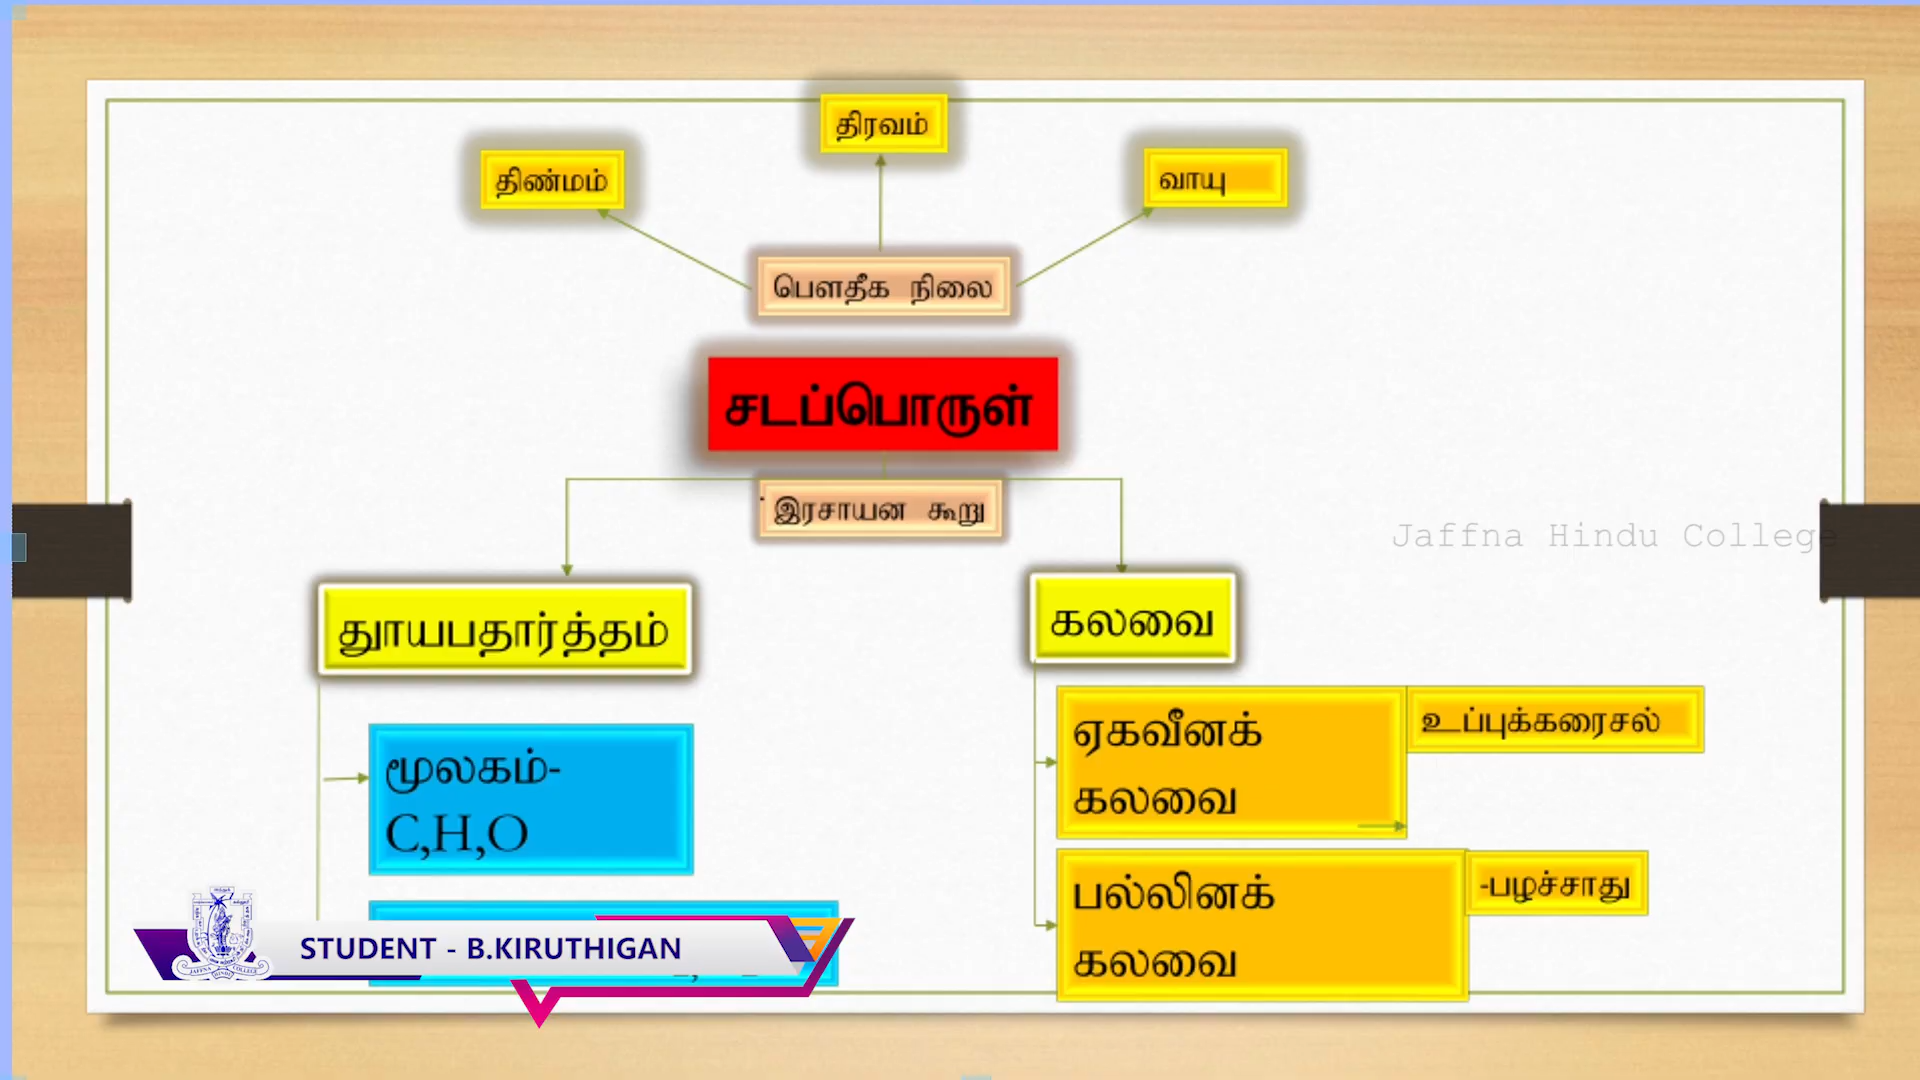 திரவம்
திண்மம்
வாயு
பௌதீக நிலை
சடப்பொருள்
இரசாயன கூறு
Jaffna Hindu College
தூயபதார்த்தம்
கலவை
ஏகவீனக்
கலவை
உப்புக்கரைசல்
மூலகம்-
C,H,O
பல்லினக்
கலவை
-பழச்சாது
STUDENT - B.KIRUTHIGAN